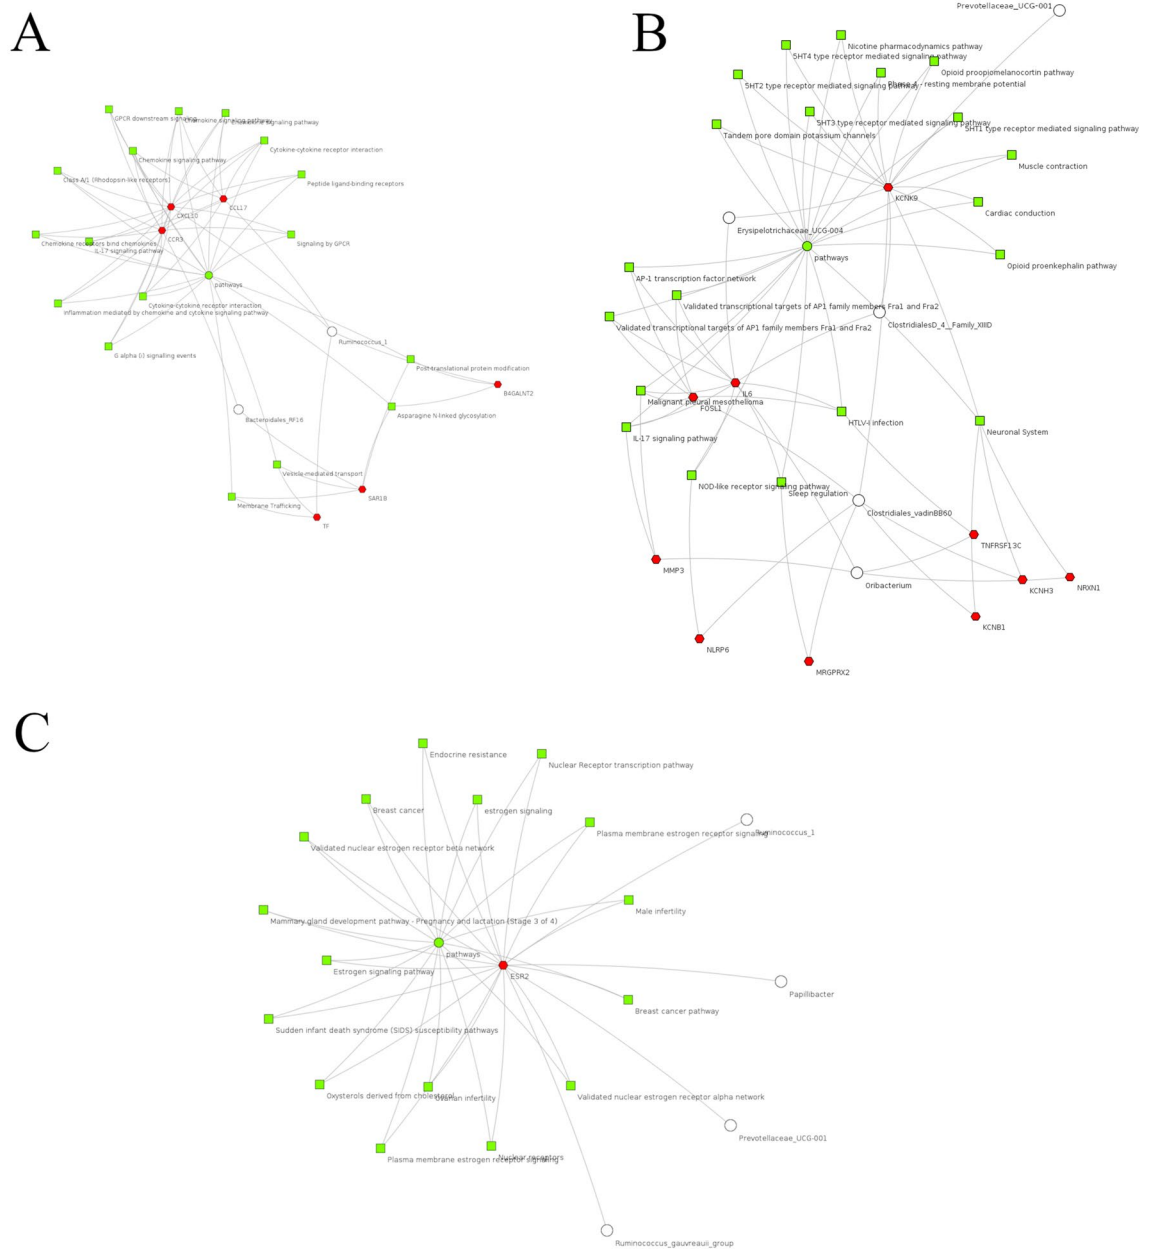 A
GPCR downstream signaling
Chemokine signaling pathway
Chemokine signaling pathway
Cytokine-cytokine receptor interaction
Chemokine signaling pathway
Class A/1 (Rhodopsin-like receptors)
Peptide ligand-binding receptors
CCL17
CXCL10
CCR3
Chemokine receptors bind chemokines
IL-17 signaling pathway
Signaling by GPCR
pathways
Cytokine-cytokine receptor interaction
Inflammation mediated by chemokine and cytokine signaling pathway
Ruminococcus_1
G alpha (i) signalling events
Post-translational protein modification
B4GALNT2
Asparagine N-linked glycosylation
Bacteroidales_RF16
Vesicle-mediated transport
SAR1B
Membrane Trafficking
TF
B
Prevotellaceae_UCG-001
Nicotine pharmacodynamics pathway
5HT4 type receptor mediated signaling pathway
Opioid proopiomelanocortin pathway
Phase 4 - resting membrane potential
5HT2 type receptor mediated signaling pathway
5HT3 type receptor mediated signaling pathway
5HT1 type receptor mediated signaling pathway
Tandem pore domain potassium channels
Muscle contraction
KCNK9
Cardiac conduction
Erysipelotrichaceae_UCG-004
pathways
Opioid proenkephalin pathway
AP-1 transcription factor network
Validated transcriptional targets of AP1 family members Fra1 and Fra2
Validated transcriptional targets of AP1 family members Fra1 and Fra2
ClostridialesD_4__Family_XIIID
IL6
Malignant pleural mesothelioma
FOSL1
HTLV-I infection
Neuronal System
IL-17 signaling pathway
NOD-like receptor signaling pathway
Sleep regulation
Clostridiales_vadinBB60
TNFRSF13C
MMP3
Oribacterium
KCNH3
NRXN1
KCNB1
NLRP6
MRGPRX2
C
Endocrine resistance
Nuclear Receptor transcription pathway
Breast cancer
estrogen signaling
Plasma membrane estrogen receptor signaling
Ruminococcus_1
Validated nuclear estrogen receptor beta network
Male infertility
Mammary gland development pathway - Pregnancy and lactation (Stage 3 of 4)
pathways
Estrogen signaling pathway
ESR2
Papillibacter
Breast cancer pathway
Sudden infant death syndrome (SIDS) susceptibility pathways
Oxysterols derived from cholesterol
Ovarian infertility
Validated nuclear estrogen receptor alpha network
Prevotellaceae_UCG-001
Plasma membrane estrogen receptor signaling
Nuclear receptors
Ruminococcus_gauvreauii_group